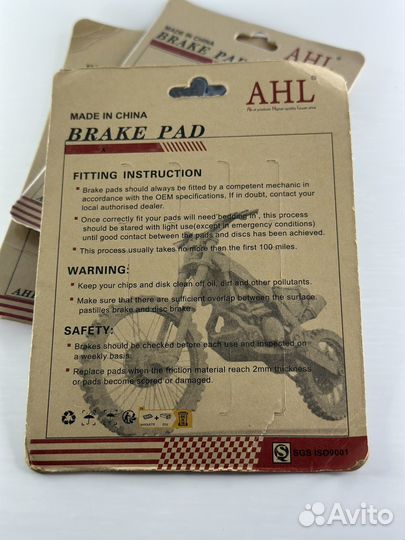 MADE IN CHINA
BRAKE PAD
AHL
MADE IN CHINA
BRAKE PAD
AHL
FITTING INSTRUCTION
• Brake pads should always be fitted by a competent mechanic in
accordance with the OEM specifications, If in doubt, contact your
local authorised dealer.
• Once correctly fit your pads will need bedding in , this process
should be stared with light use(except in emergency conditions)
until good contact between the pads and discs has been achieved.
• This process usually takes no more than the first 100 miles.
WARNING:
• Keep your chips and disk clean off oil, dirt and other pollutants.
• Make sure that there are sufficient overlap between the surface
pastilles brake and disc brake.
SAFETY:
• Brakes should be checked before each use and inspected on
a weekly basis.
• Replace pads when the friction material reach 2mm thickness
or pads become scored or damaged.
SGS ISO9001
Avito